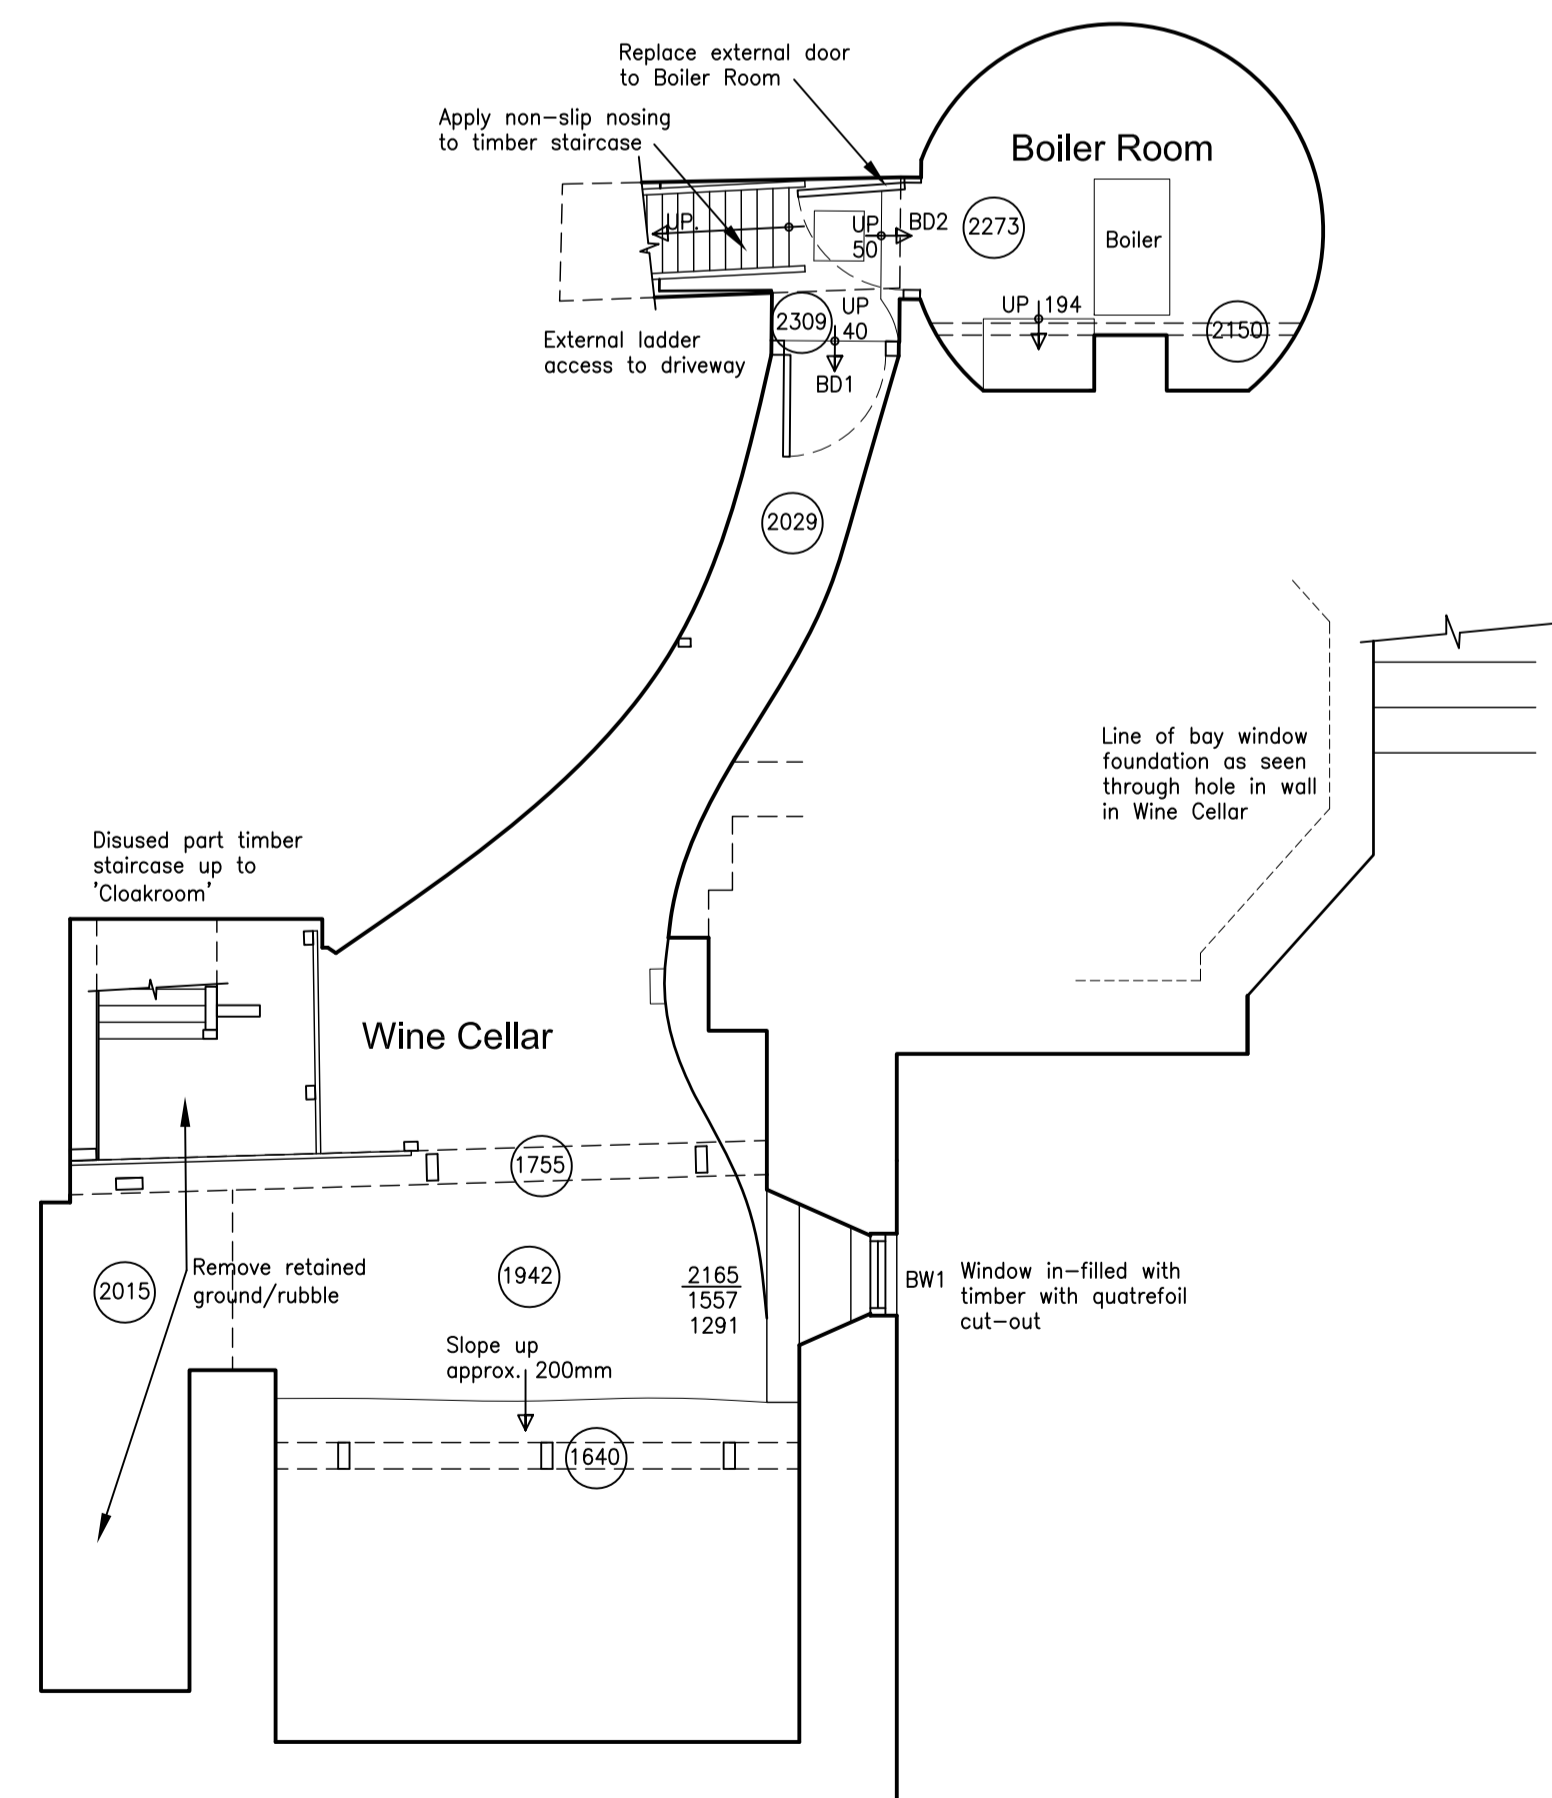 Replace external door
to Boiler Room
Apply non-slip nosing
to timber staircase
Boiler Room
UP.
UP
50
BD2
2273
Boiler
UP 194
2150
2309
UP
40
BD1
External ladder
access to driveway
2029
Line of bay window
foundation as seen
through hole in wall
in Wine Cellar
Disused part timber
staircase up to
'Cloakroom'
Wine Cellar
1755
2015
Remove retained
ground/rubble
1942
2165
1557
1291
BW1
Window in-filled with
timber with quatrefoil
cut-out
Slope up
approx. 200mm
1640